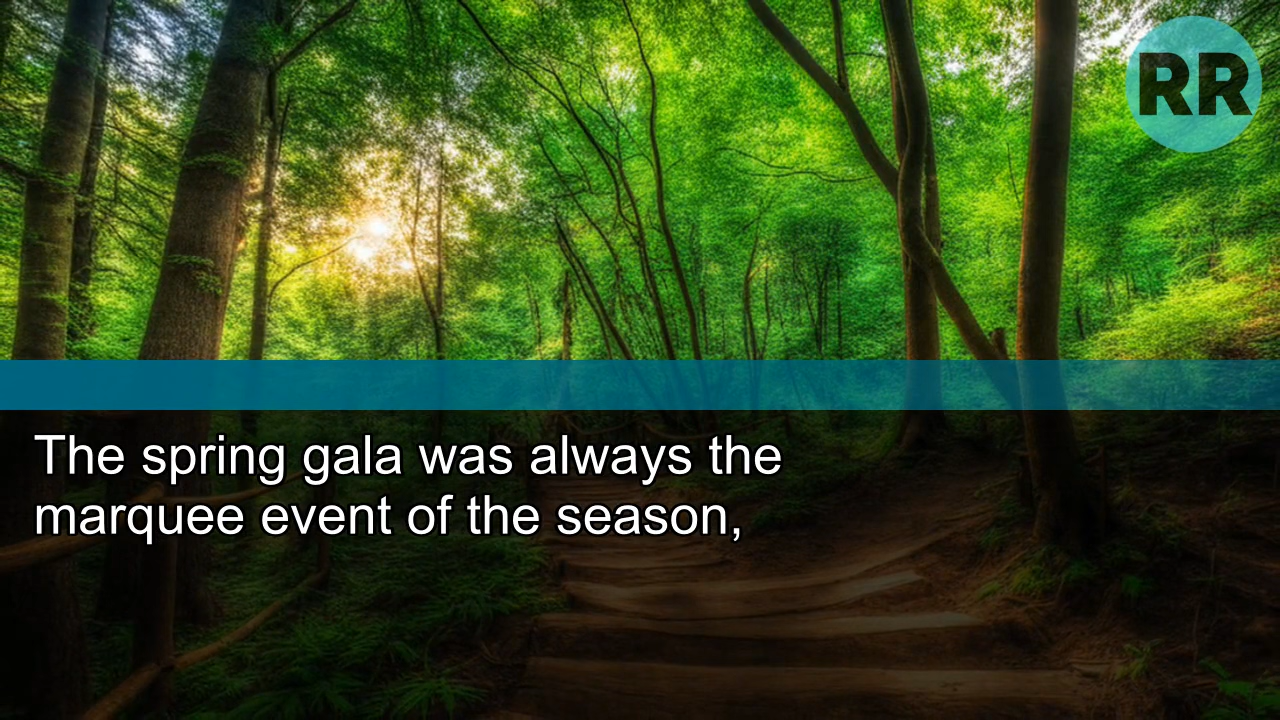 RR
The spring gala was always the
marquee event of the season,